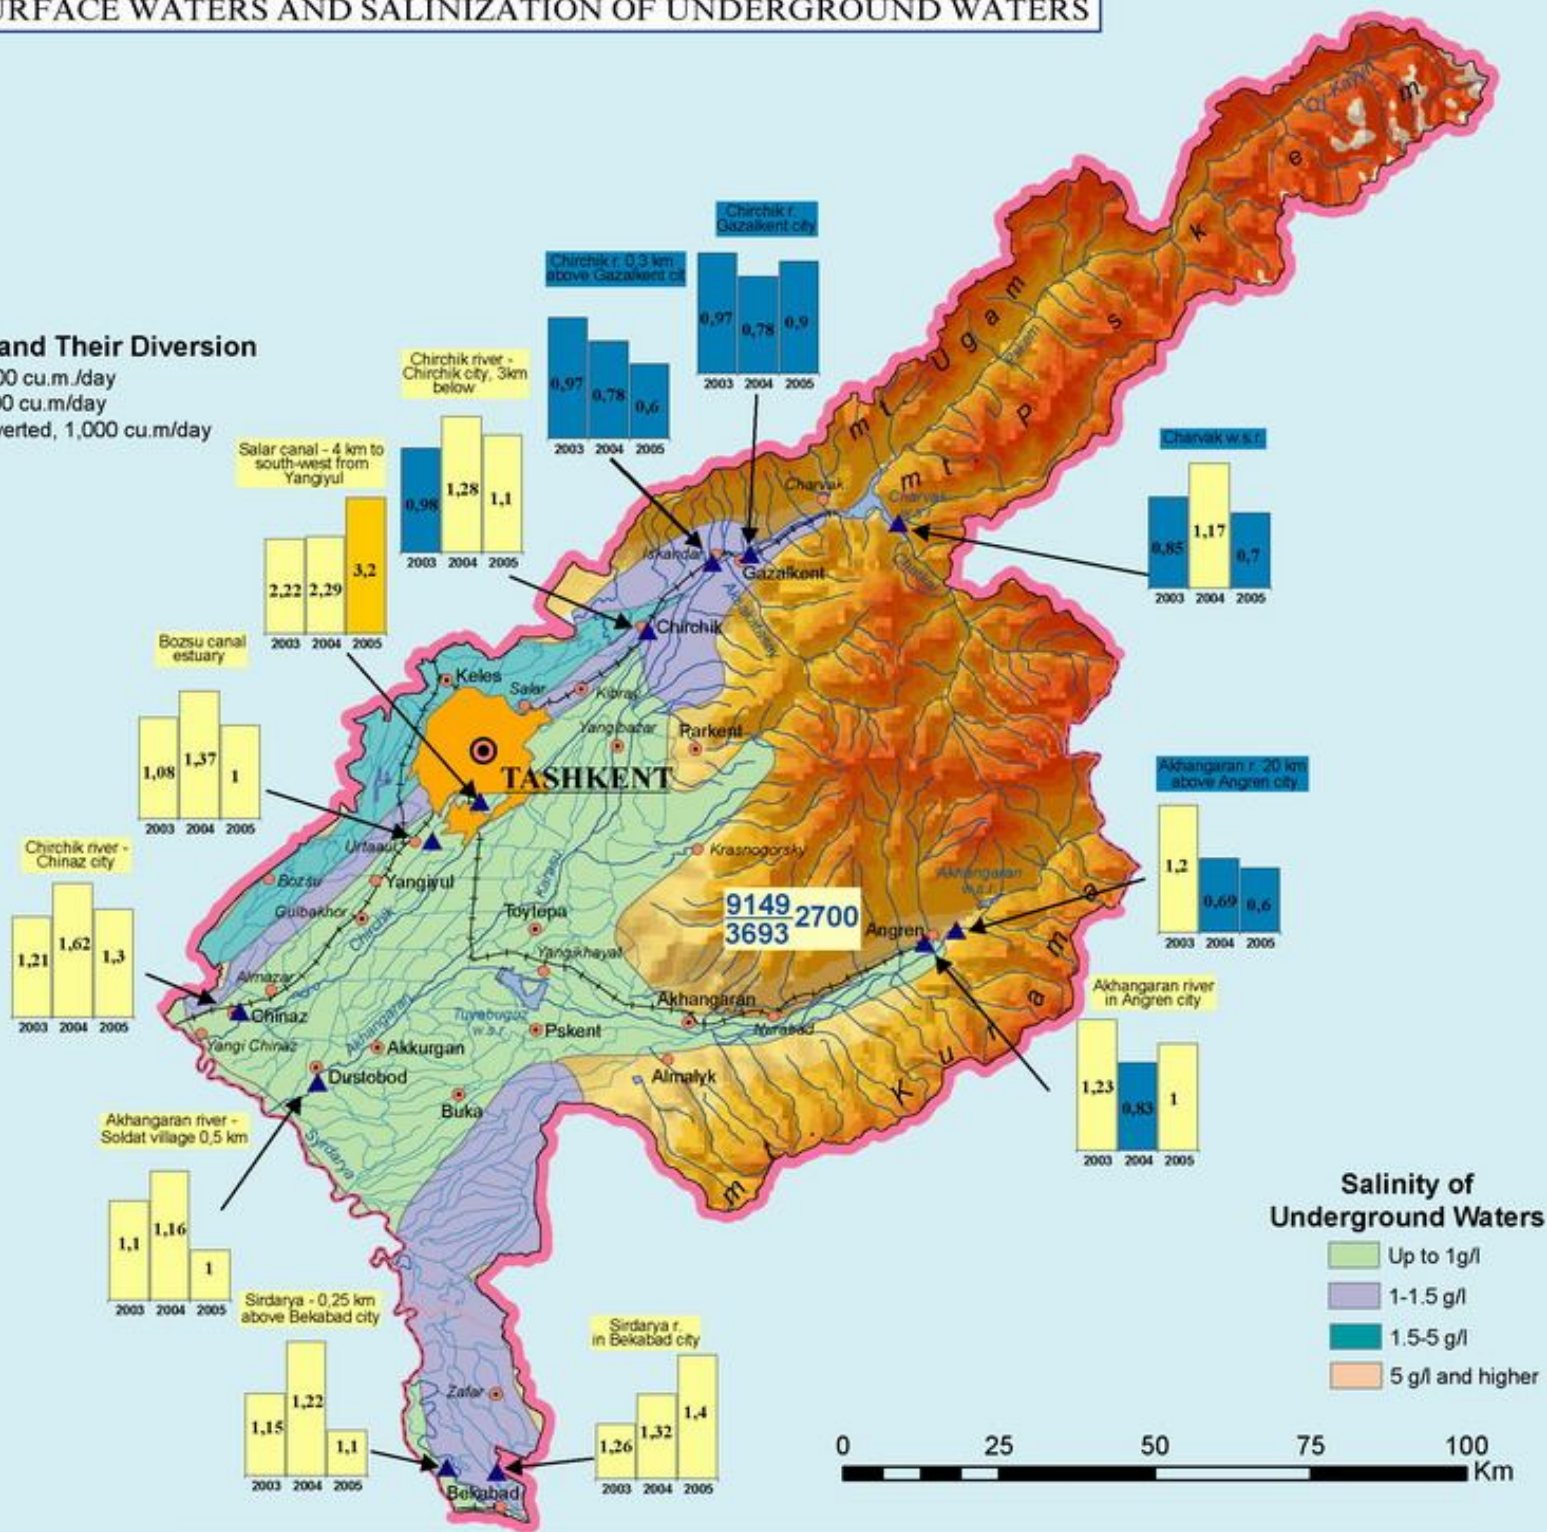 URFACE WATERS AND SALINIZATION OF UNDERGROUND WATERS
and Their Diversion
00 cu.m./day
00 cu.m/day
verted, 1,000 cu.m/day
Chirchik r.
Gazalkent city
0,97 0,78 0,9
2003 2004 2005
Chirchik r. 0,3 km
above Gazalkent cit
0,97 0,78 0,6
2003 2004 2005
Chirchik river -
Chirchik city, 3km
below
0,98 1,28 1,1
2003 2004 2005
Salar canal - 4 km to
south-west from
Yangiyul
2,22 2,29 3,2
2003 2004 2005
Bozsu canal
estuary
1,08 1,37 1
2003 2004 2005
Chirchik river -
Chinaz city
1,21 1,62 1,3
2003 2004 2005
Akhangaran river -
Soldat village 0,5 km
1,1 1,16 1
2003 2004 2005
Sirdarya - 0,25 km
above Bekabad city
1,15 1,22 1,1
2003 2004 2005
Sirdarya r.
in Bekabad city
1,26 1,32 1,4
2003 2004 2005
Charvak w.s.r.
0,85 1,17 0,7
2003 2004 2005
Akhangaran r. 20 km
above Angren city
1,2 0,69 0,6
2003 2004 2005
Akhangaran river
in Angren city
1,23 0,83 1
2003 2004 2005
Oy-Kayyn
P s k e m
m t
U g a m
m t
Charvak
Charvak
w.s.r.
Iskandar
Gazalkent
Chirchik
Keles
Salar
Kibray
Yangibazar
Parkent
TASHKENT
Urtaaul
Krasnogorsky
Bozsu
Yangiyul
Karasu
Gulbakhor
Chirchik
Toytepa
9149
3693
2700
Akhangaran
w.s.r.
Angren
Yangikhayat
Almazar
Chinaz
Akhangaran
Tuyabuguz
w.s.r.
Pskent
Akhangaran
Nurabad
Yangi Chinaz
Akkurgan
Dustobod
Almalyk
Buka
Syrdarya
K u r a m a
m
Zafar
Bekabad
Salinity of
Underground Waters
Up to 1g/l
1-1.5 g/l
1.5-5 g/l
5 g/l and higher
0 25 50 75 100
Km